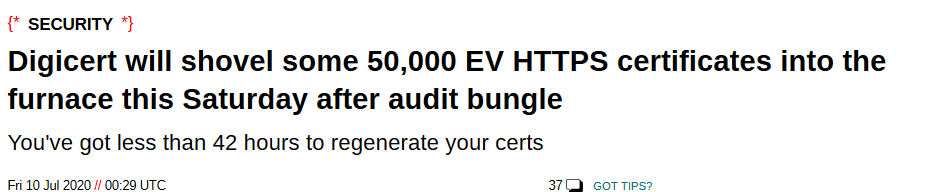 {* SECURITY *}
Digicert will shovel some 50,000 EV HTTPS certificates into the
furnace this Saturday after audit bungle
You've got less than 42 hours to regenerate your certs
Fri 10 Jul 2020 // 00:29 UTC 37 GOT TIPS?